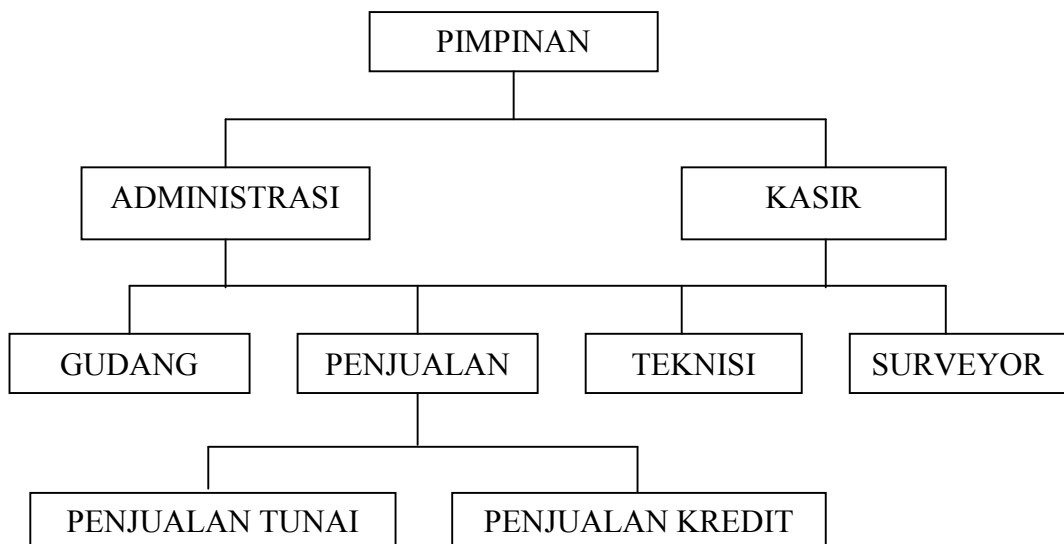 PIMPINAN
ADMINISTRASI
KASIR
GUDANG
PENJUALAN
TEKNISI
SURVEYOR
PENJUALAN TUNAI
PENJUALAN KREDIT